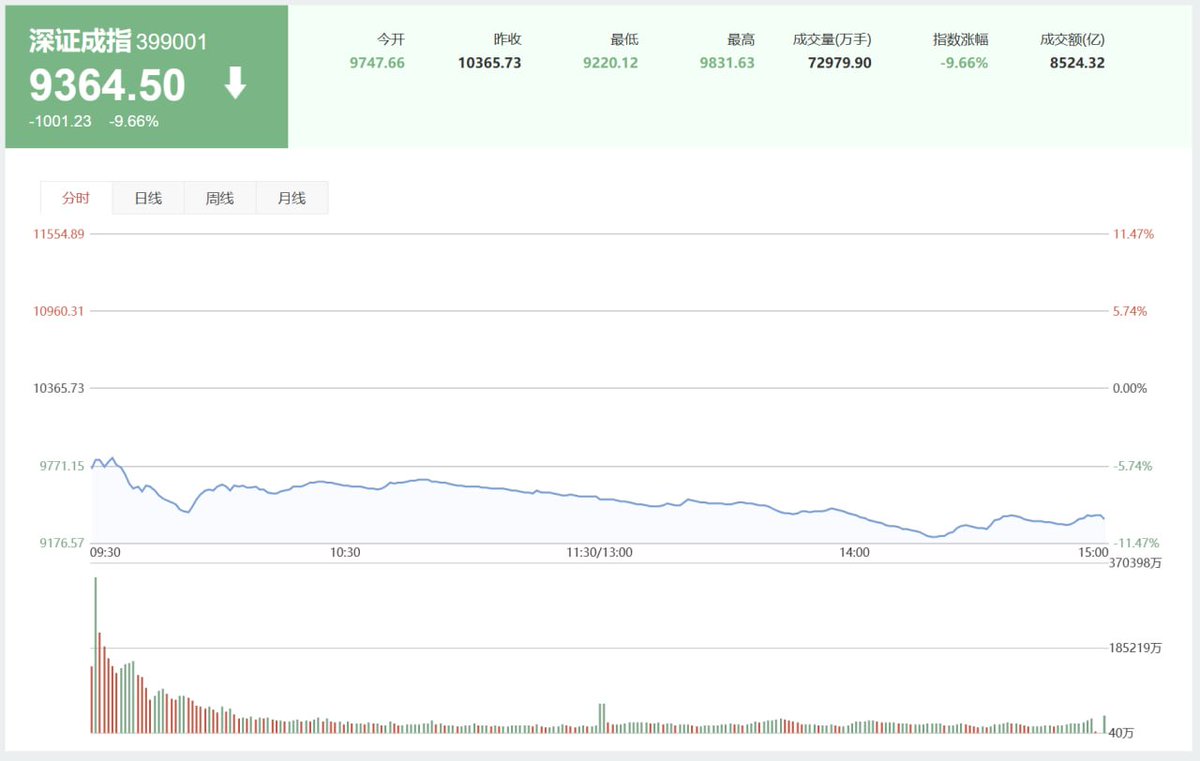 深证成指 399001
9364.50
-1001.23 -9.66%
今开 昨收 最低 最高 成交量(万手) 指数涨幅 成交额(亿)
9747.66 10365.73 9220.12 9831.63 72979.90 -9.66% 8524.32
分时 日线 周线 月线
11554.89 11.47%
10960.31 5.74%
10365.73 0.00%
9771.15 -5.74%
9176.57 -11.47%
09:30 10:30 11:30/13:00 14:00 15:00
370398万
185219万
40万